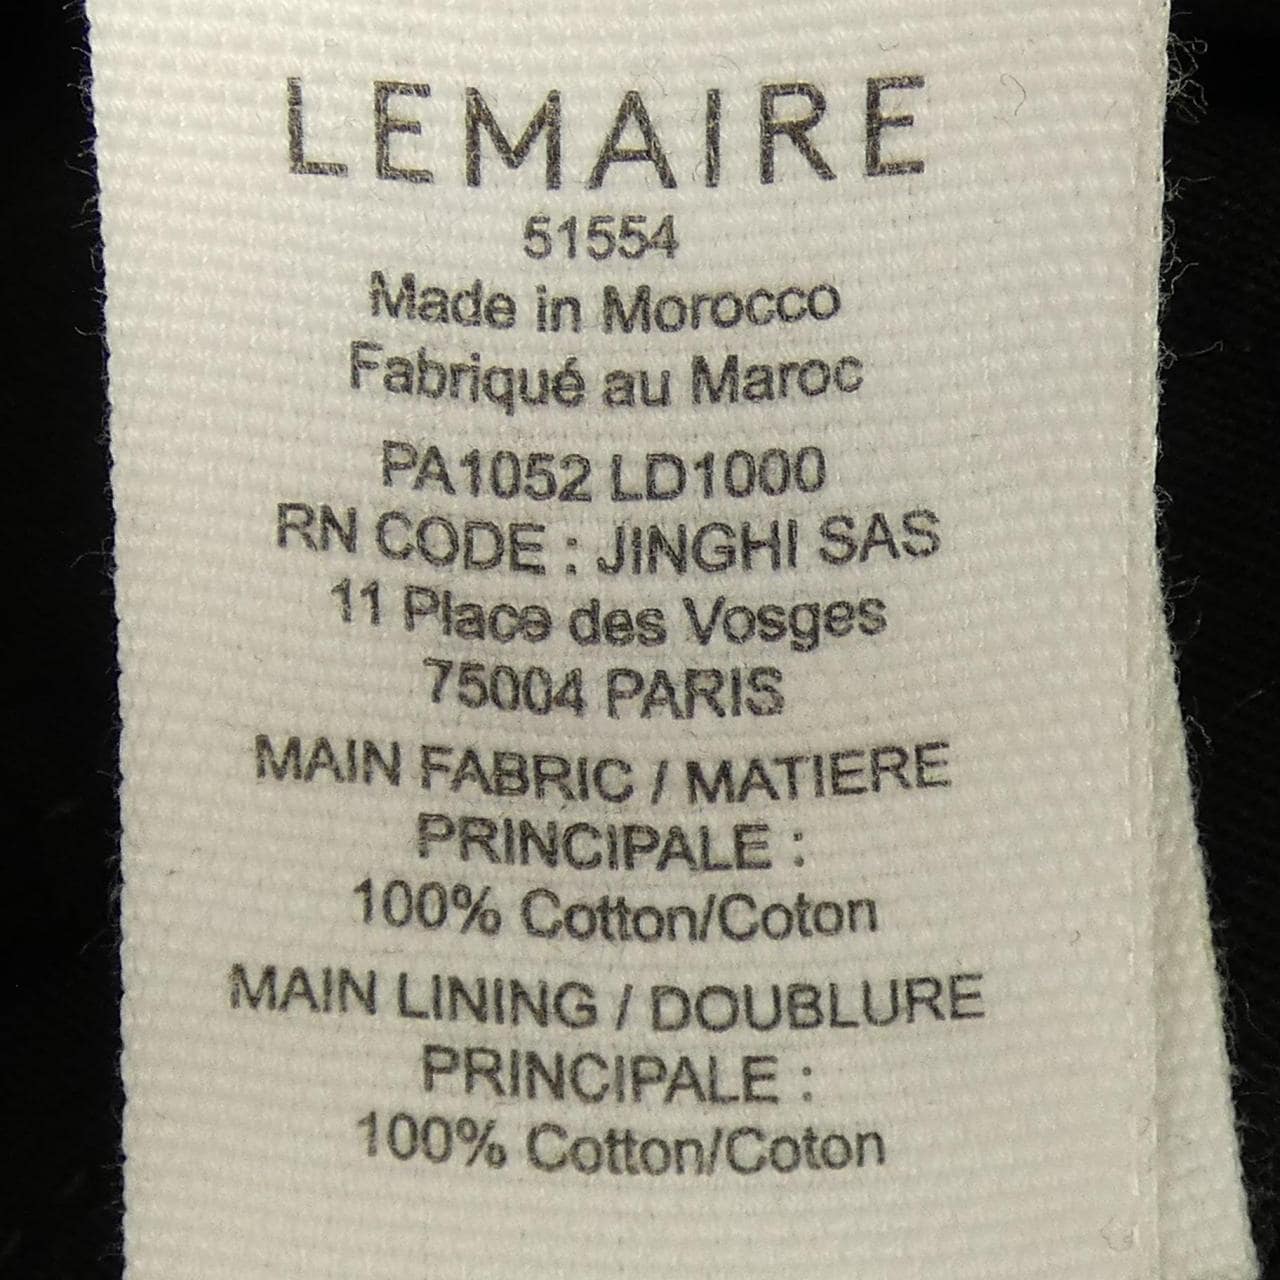 LEMAIRE
51554
Made in Morocco
Fabriqué au Maroc
PA1052 LD1000
RN CODE : JINGHI SAS
11 Place des Vosges
75004 PARIS
MAIN FABRIC / MATIERE
PRINCIPALE :
100% Cotton/Coton
MAIN LINING / DOUBLURE
PRINCIPALE :
100% Cotton/Coton